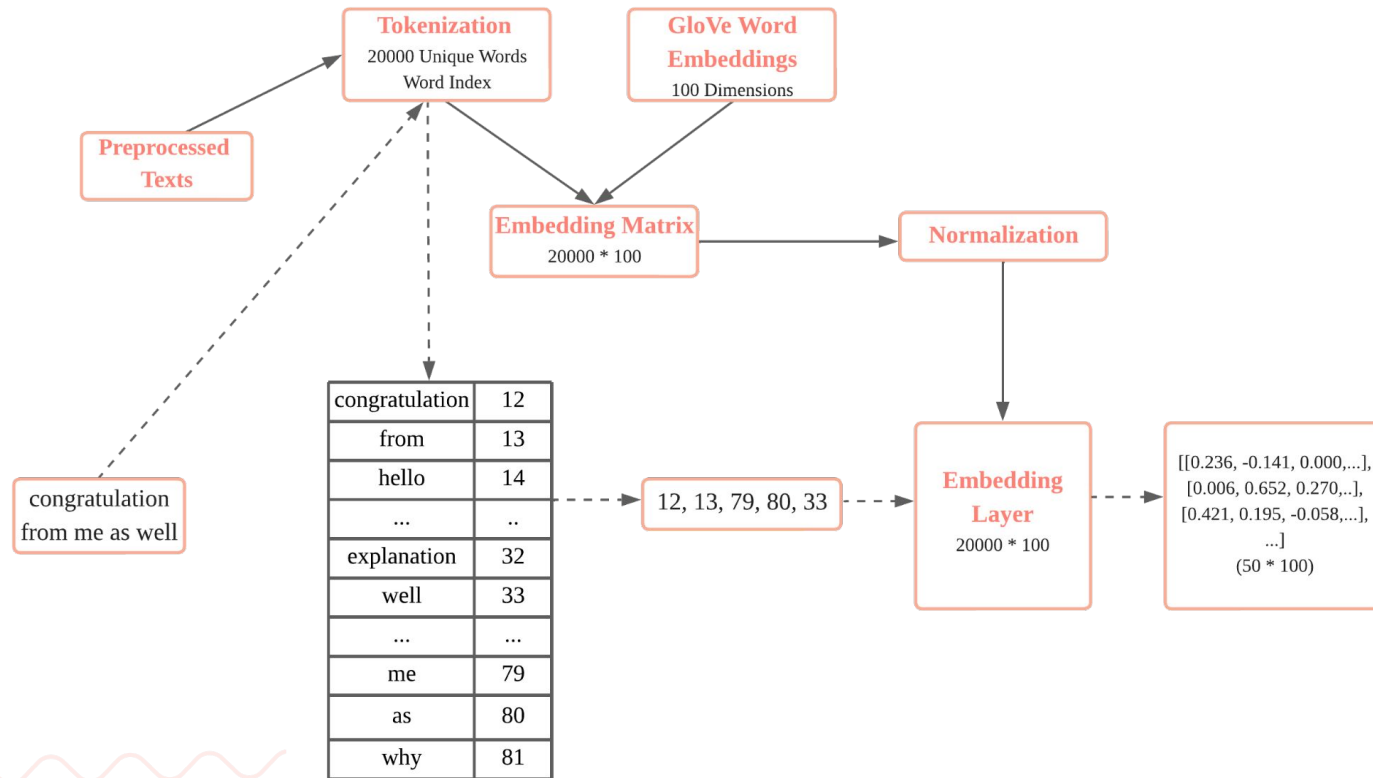 Tokenization
20000 Unique Words
Word Index
GloVe Word
Embeddings
100 Dimensions
Preprocessed
Texts
Embedding Matrix
20000 * 100
Normalization
congratulation
from me as well
congratulation 12
from 13
hello 14
... ..
explanation 32
well 33
... ...
me 79
as 80
why 81
12, 13, 79, 80, 33
Embedding
Layer
20000 * 100
[[0.236, -0.141, 0.000,...],
[0.006, 0.652, 0.270,..],
[0.421, 0.195, -0.058,...],
...]
(50 * 100)